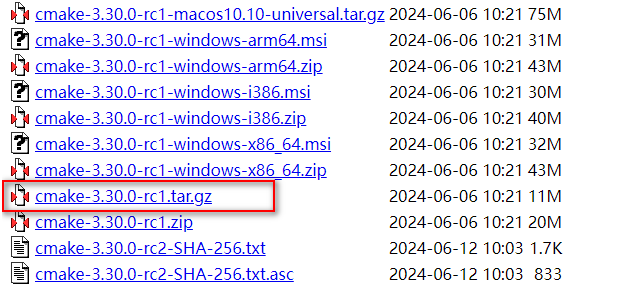 cmake-3.30.0-rc1-macos10.10-universal.tar.gz 2024-06-06 10:21 75M
cmake-3.30.0-rc1-windows-arm64.msi 2024-06-06 10:21 31M
cmake-3.30.0-rc1-windows-arm64.zip 2024-06-06 10:21 43M
cmake-3.30.0-rc1-windows-i386.msi 2024-06-06 10:21 30M
cmake-3.30.0-rc1-windows-i386.zip 2024-06-06 10:21 40M
cmake-3.30.0-rc1-windows-x86_64.msi 2024-06-06 10:21 32M
cmake-3.30.0-rc1-windows-x86_64.zip 2024-06-06 10:21 43M
cmake-3.30.0-rc1.tar.gz 2024-06-06 10:21 11M
cmake-3.30.0-rc1.zip 2024-06-06 10:21 20M
cmake-3.30.0-rc2-SHA-256.txt 2024-06-12 10:03 1.7K
cmake-3.30.0-rc2-SHA-256.txt.asc 2024-06-12 10:03 833